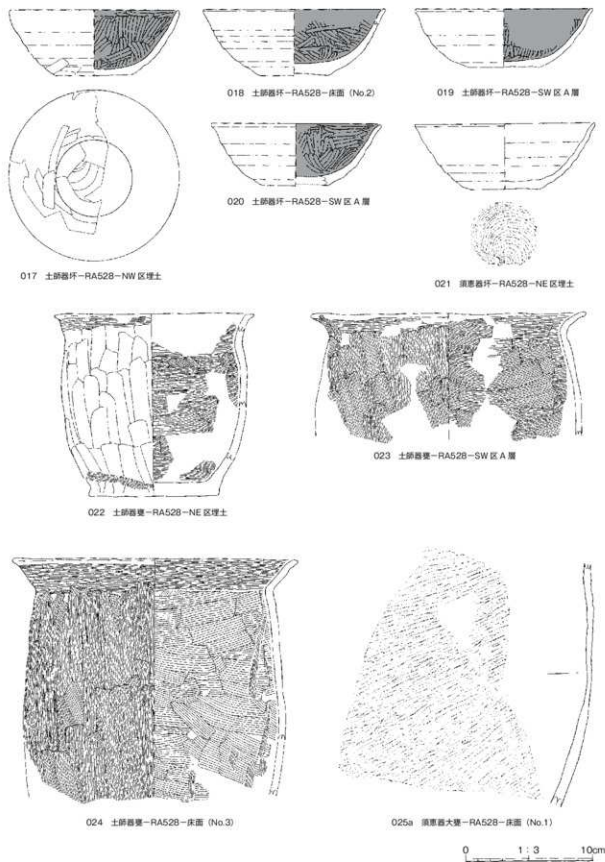 018 土師器坏－RA528－床面（No.2）
019 土師器坏－RA528－SW区A層
020 土師器坏－RA528－SW区A層
017 土師器坏－RA528－NW区埋土
021 須恵器坏－RA528－NE区埋土
022 土師器甕－RA528－NE区埋土
023 土師器甕－RA528－SW区A層
024 土師器甕－RA528－床面（No.3）
025a 須恵器大甕－RA528－床面（No.1）
0 1：3 10cm